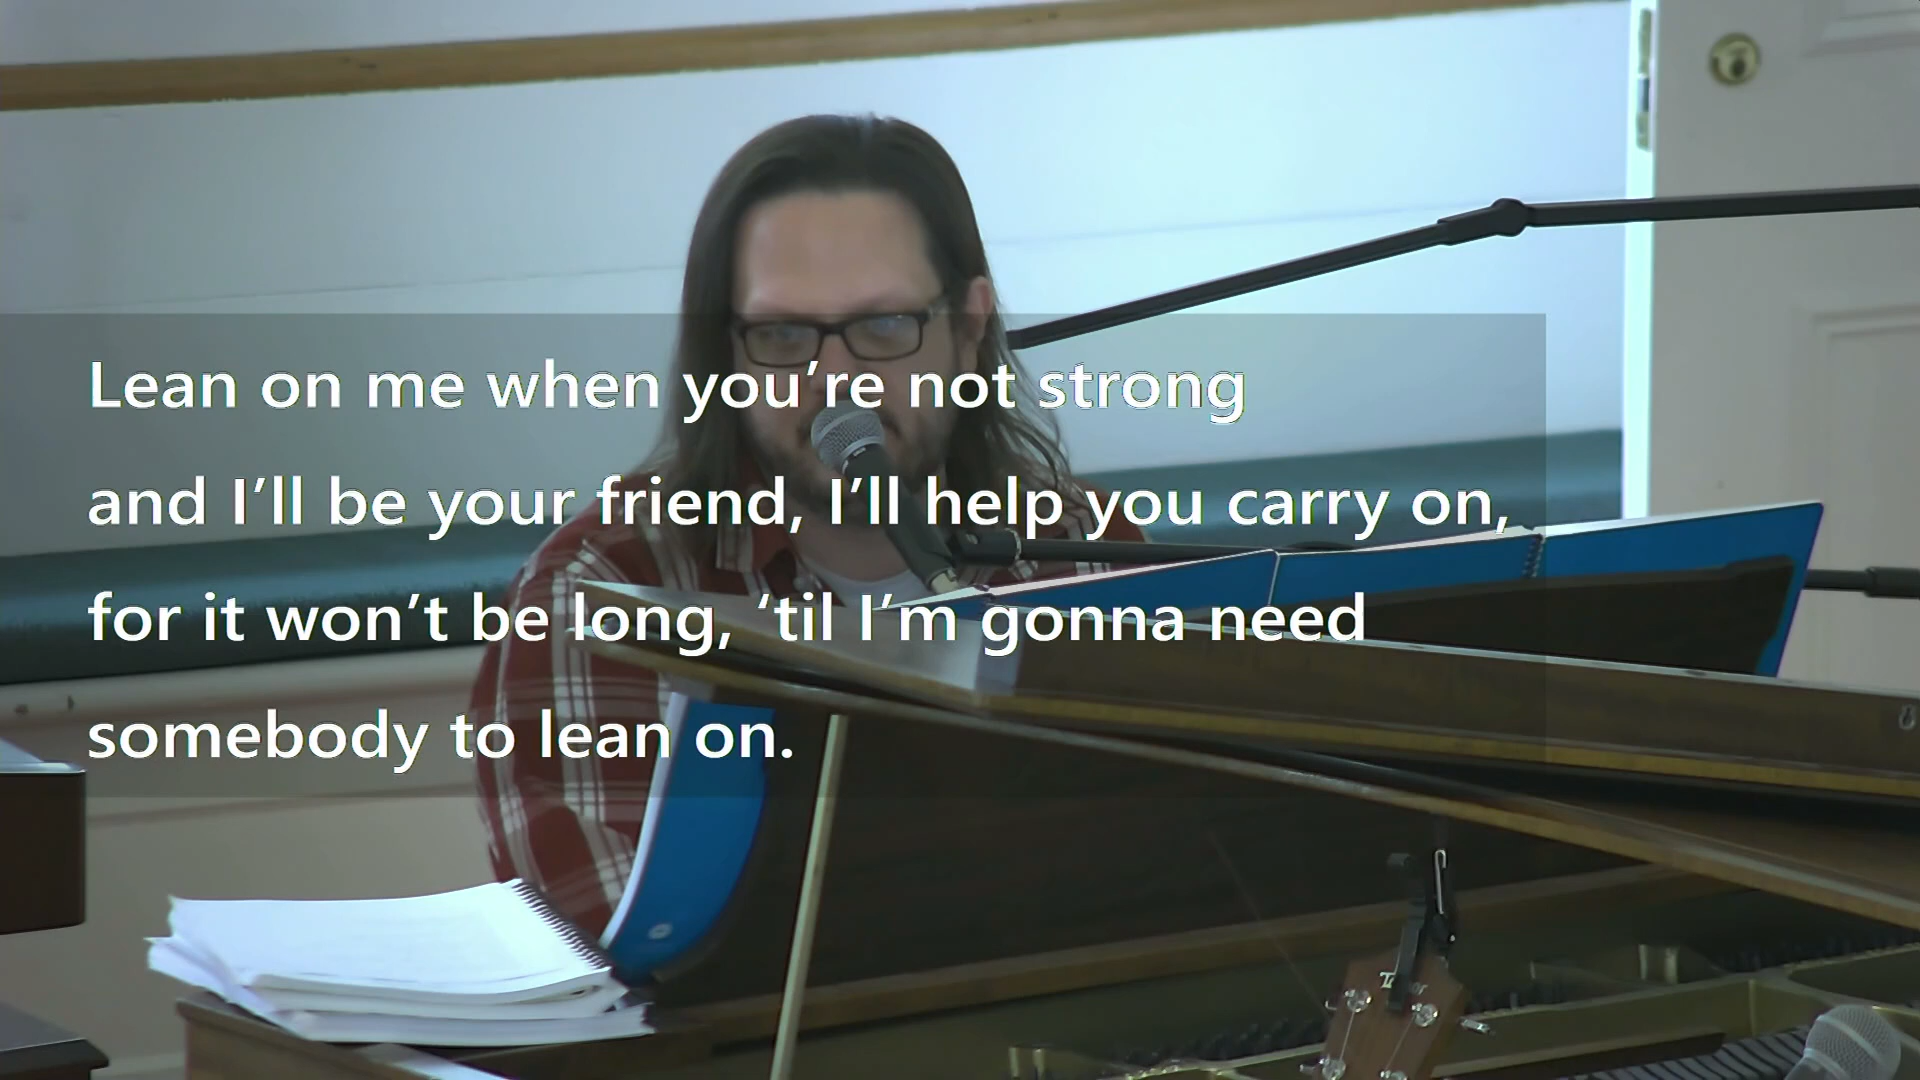 Lean on me when you’re not strong
and I’ll be your friend, I’ll help you carry on,
for it won’t be long, ‘til I’m gonna need
somebody to lean on.